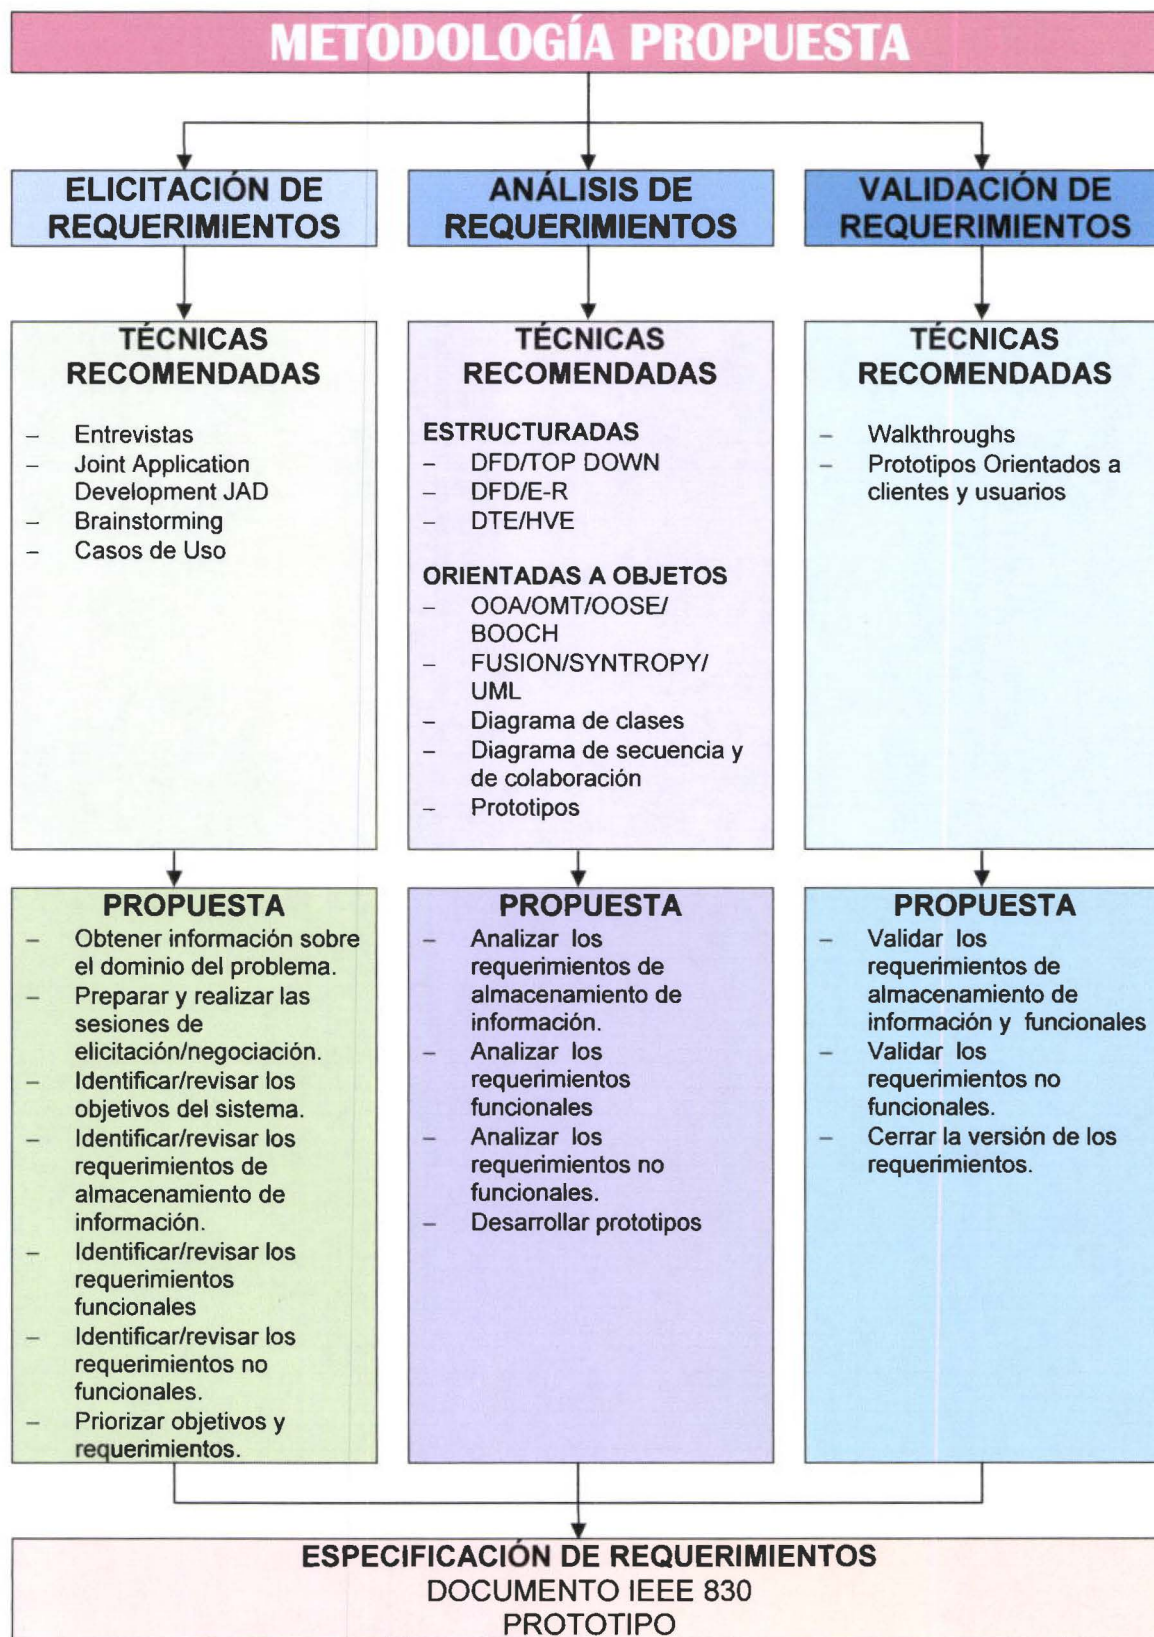 METODOLOGÍA PROPUESTA
ELICITACIÓN DE
REQUERIMIENTOS
TÉCNICAS
RECOMENDADAS
– Entrevistas
– Joint Application
Development JAD
– Brainstorming
– Casos de Uso
PROPUESTA
– Obtener información sobre
el dominio del problema.
– Preparar y realizar las
sesiones de
elicitación/negociación.
– Identificar/revisar los
objetivos del sistema.
– Identificar/revisar los
requerimientos de
almacenamiento de
información.
– Identificar/revisar los
requerimientos
funcionales
– Identificar/revisar los
requerimientos no
funcionales.
– Priorizar objetivos y
requerimientos.
ANÁLISIS DE
REQUERIMIENTOS
TÉCNICAS
RECOMENDADAS
ESTRUCTURADAS
– DFD/TOP DOWN
– DFD/E-R
– DTE/HVE
ORIENTADAS A OBJETOS
– OOA/OMT/OOSE/
BOOCH
– FUSION/SYNTROPY/
UML
– Diagrama de clases
– Diagrama de secuencia y
de colaboración
– Prototipos
PROPUESTA
– Analizar los
requerimientos de
almacenamiento de
información.
– Analizar los
requerimientos
funcionales
– Analizar los
requerimientos no
funcionales.
– Desarrollar prototipos
VALIDACIÓN DE
REQUERIMIENTOS
TÉCNICAS
RECOMENDADAS
– Walkthroughs
– Prototipos Orientados a
clientes y usuarios
PROPUESTA
– Validar los
requerimientos de
almacenamiento de
información y funcionales
– Validar los
requerimientos no
funcionales.
– Cerrar la versión de los
requerimientos.
ESPECIFICACIÓN DE REQUERIMIENTOS
DOCUMENTO IEEE 830
PROTOTIPO